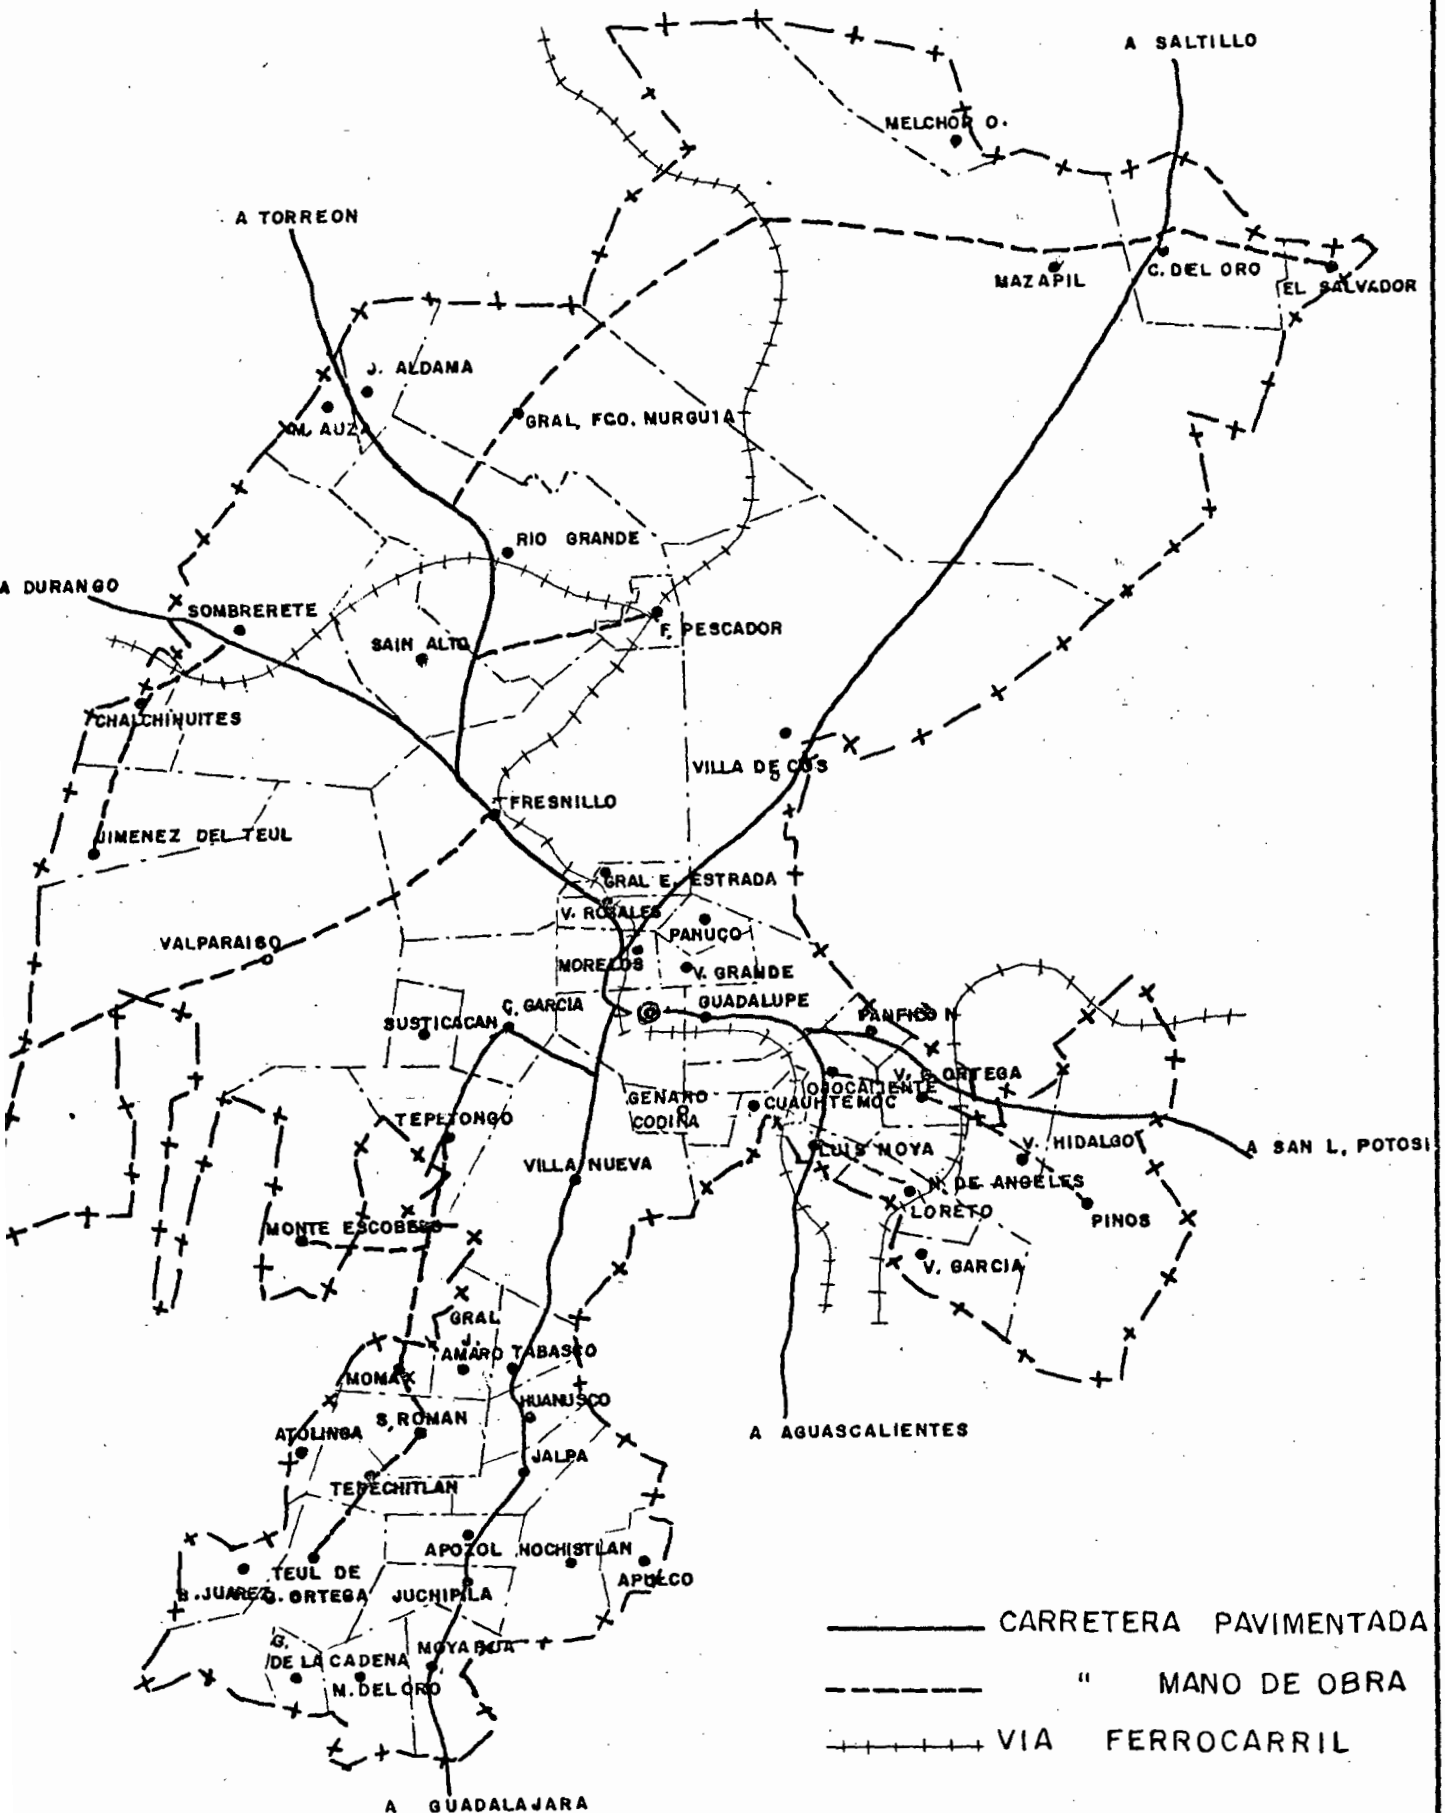 A SALTILLO
MELCHOR O.
A TORREON
MAZAPIL
C. DEL ORO
EL SALVADOR
J. ALDAMA
M. AUZA
GRAL, FCO. MURGUIA
RIO GRANDE
A DURANGO
SOMBRERETE
SAIN ALTO
F. PESCADOR
CHALCHIHUITES
VILLA DE COS
FRESNILLO
JIMENEZ DEL TEUL
GRAL E. ESTRADA
V. ROSALES
PANUCO
VALPARAISO
MORELOS
V. GRANDE
C. GARCIA
GUADALUPE
SUSTICACAN
PANFILO N
V. G. ORTEGA
OJOCALIENTE
GENARO
CODINA
CUAUHTEMOC
TEPETONGO
V. HIDALGO
A SAN L, POTOSI
LUIS MOYA
VILLA NUEVA
N. DE ANGELES
LORETO
PINOS
MONTE ESCOBEDO
V. GARCIA
GRAL
J.
AMARO
TABASCO
MOMAX
HUANUSCO
S. ROMAN
ATOLINGA
A AGUASCALIENTES
JALPA
TEPECHITLAN
APOZOL
NOCHISTLAN
TEUL DE
G. ORTEGA
B. JUAREZ
JUCHIPILA
APULCO
G.
DE LA CADENA
MOYAHUA
M. DEL ORO
A GUADALAJARA
CARRETERA PAVIMENTADA
" MANO DE OBRA
VIA FERROCARRIL